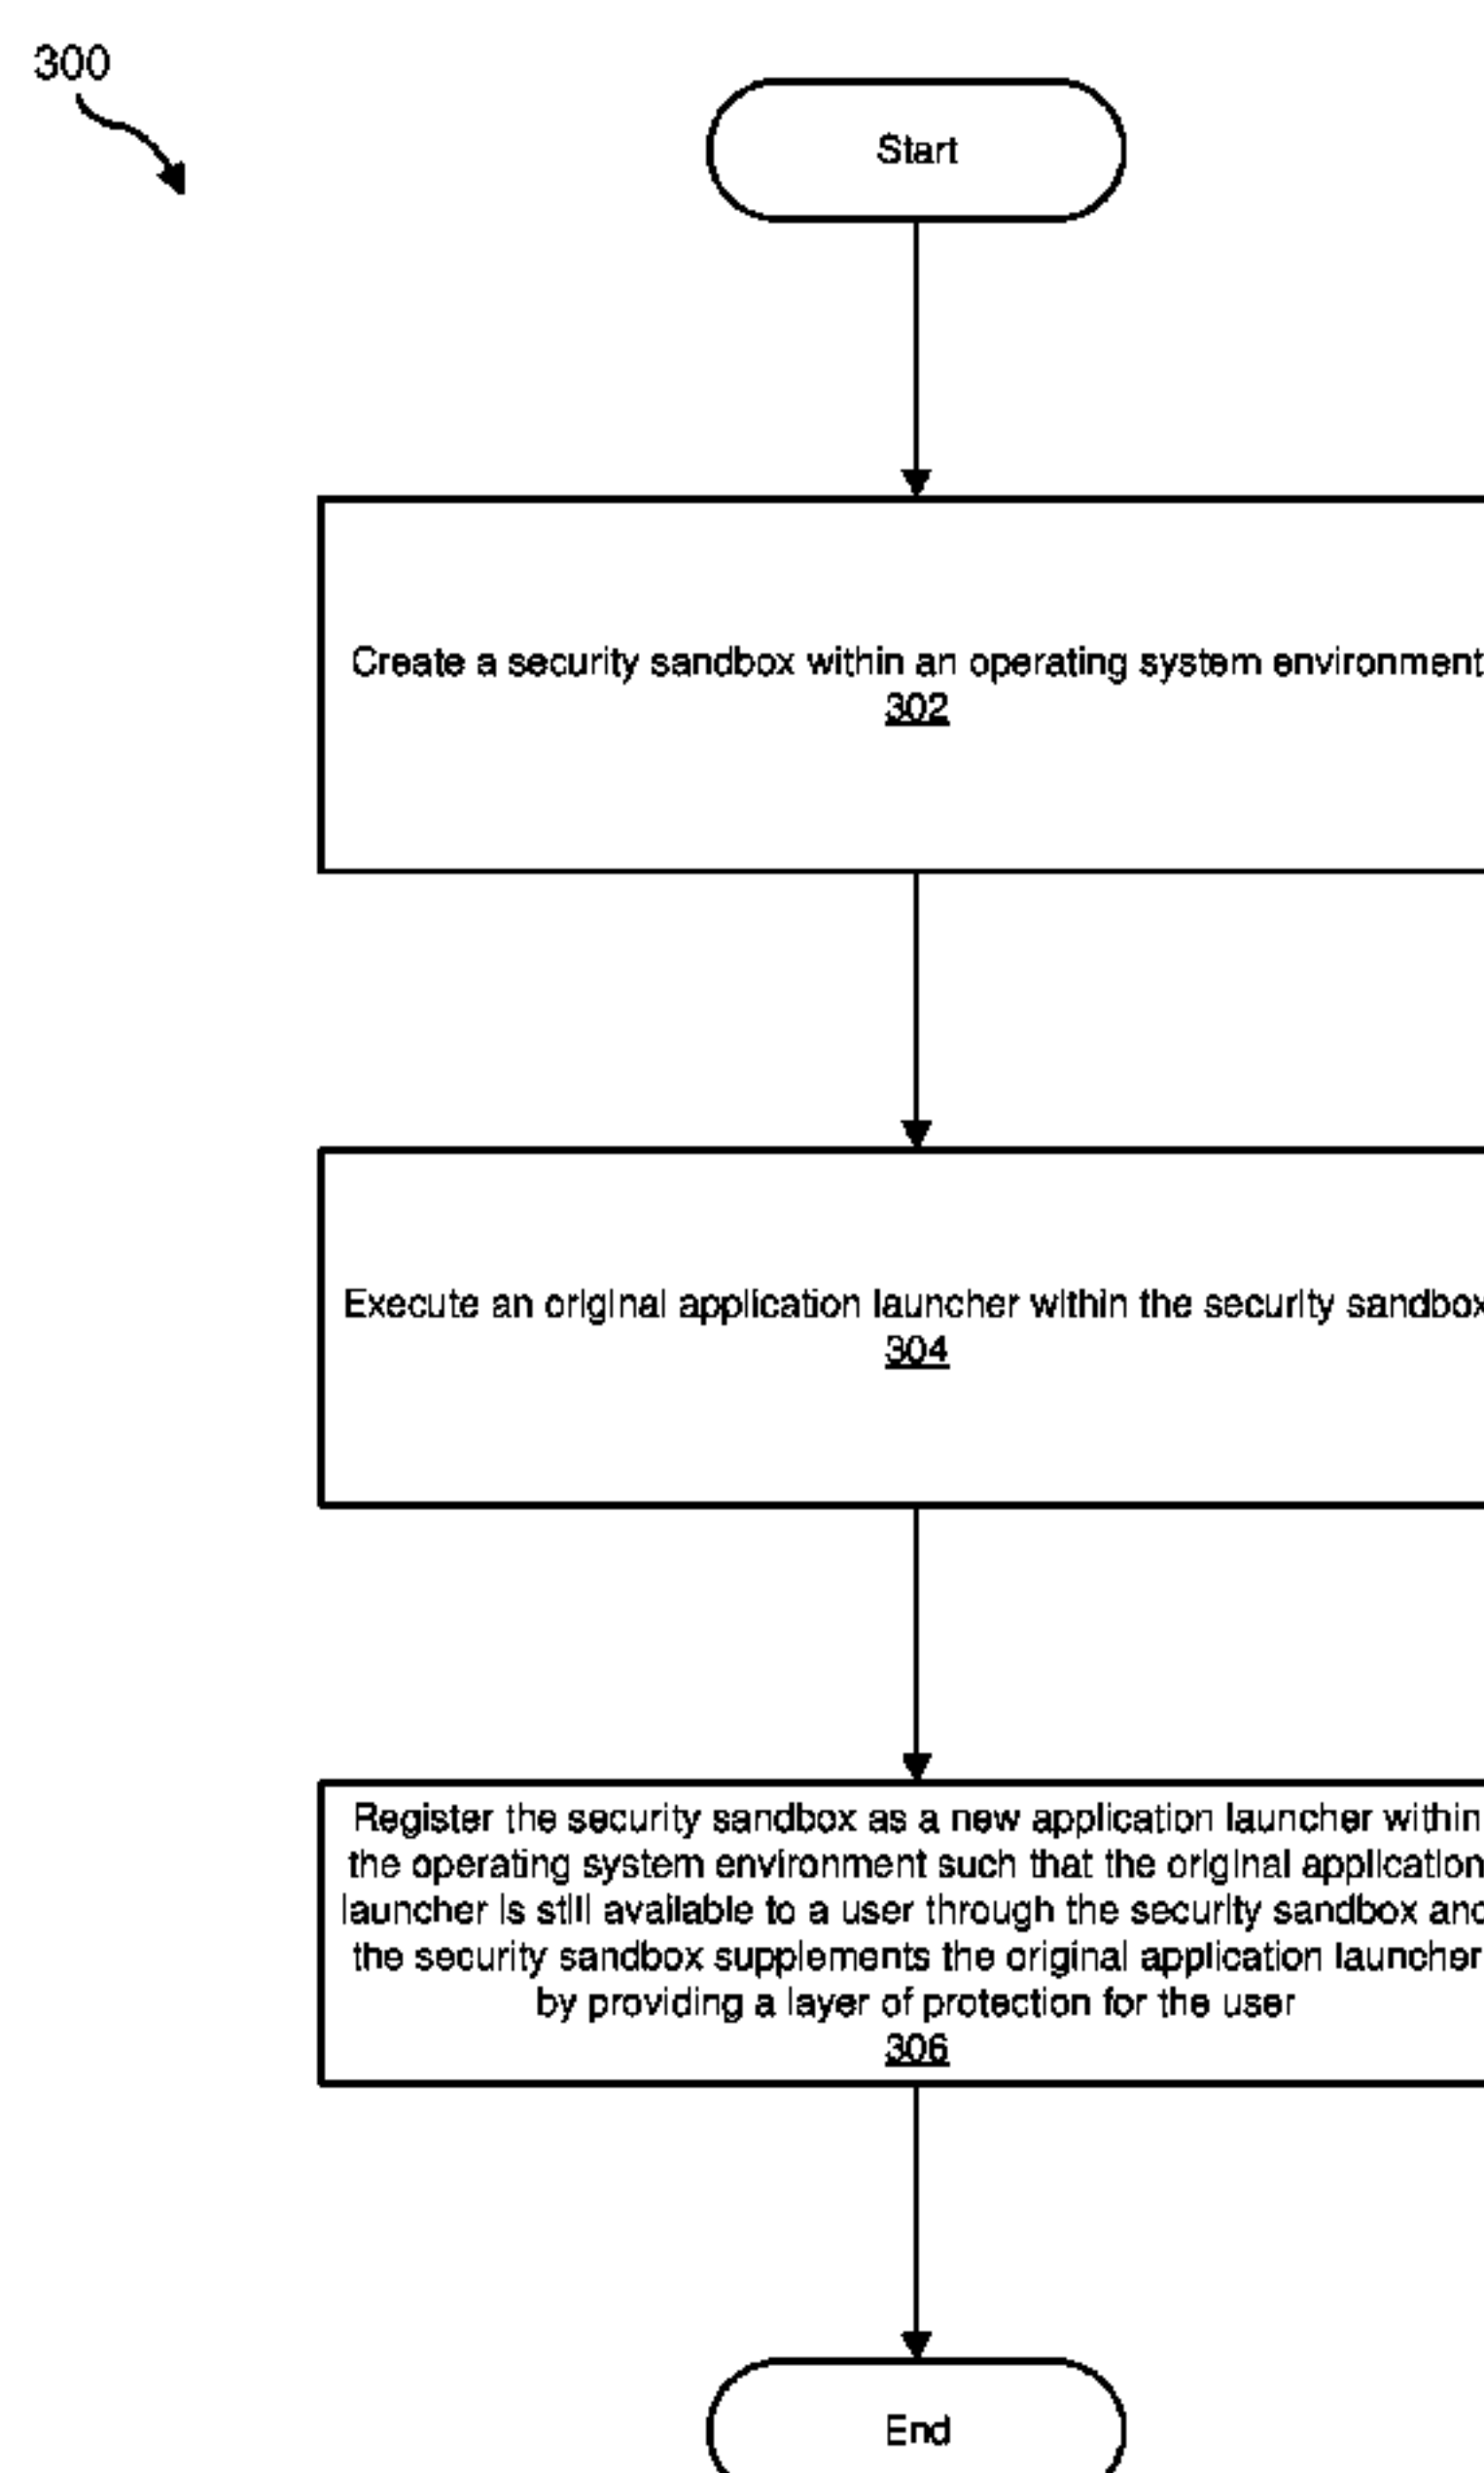 300
Start
Create a security sandbox within an operating system environment
302
Execute an original application launcher within the security sandbox
304
Register the security sandbox as a new application launcher within
the operating system environment such that the original application
launcher is still available to a user through the security sandbox and
the security sandbox supplements the original application launcher
by providing a layer of protection for the user
306
End